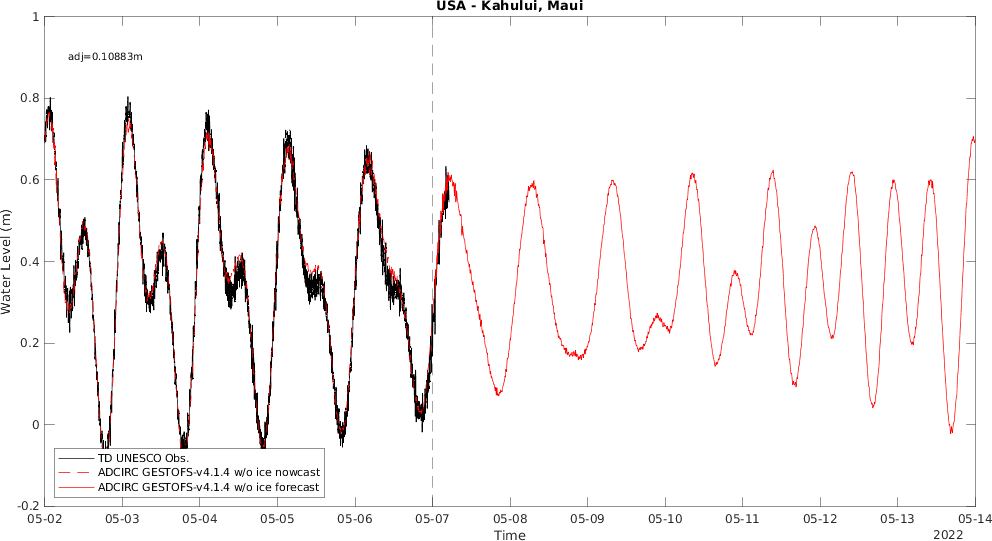 USA - Kahului, Maui
1
adj=0.10883m
0.8
0.6
0.4
0.2
0
-0.2
Water Level (m)
TD UNESCO Obs.
ADCIRC GESTOFS-v4.1.4 w/o ice nowcast
ADCIRC GESTOFS-v4.1.4 w/o ice forecast
05-02 05-03 05-04 05-05 05-06 05-07 05-08 05-09 05-10 05-11 05-12 05-13 05-14
Time
2022